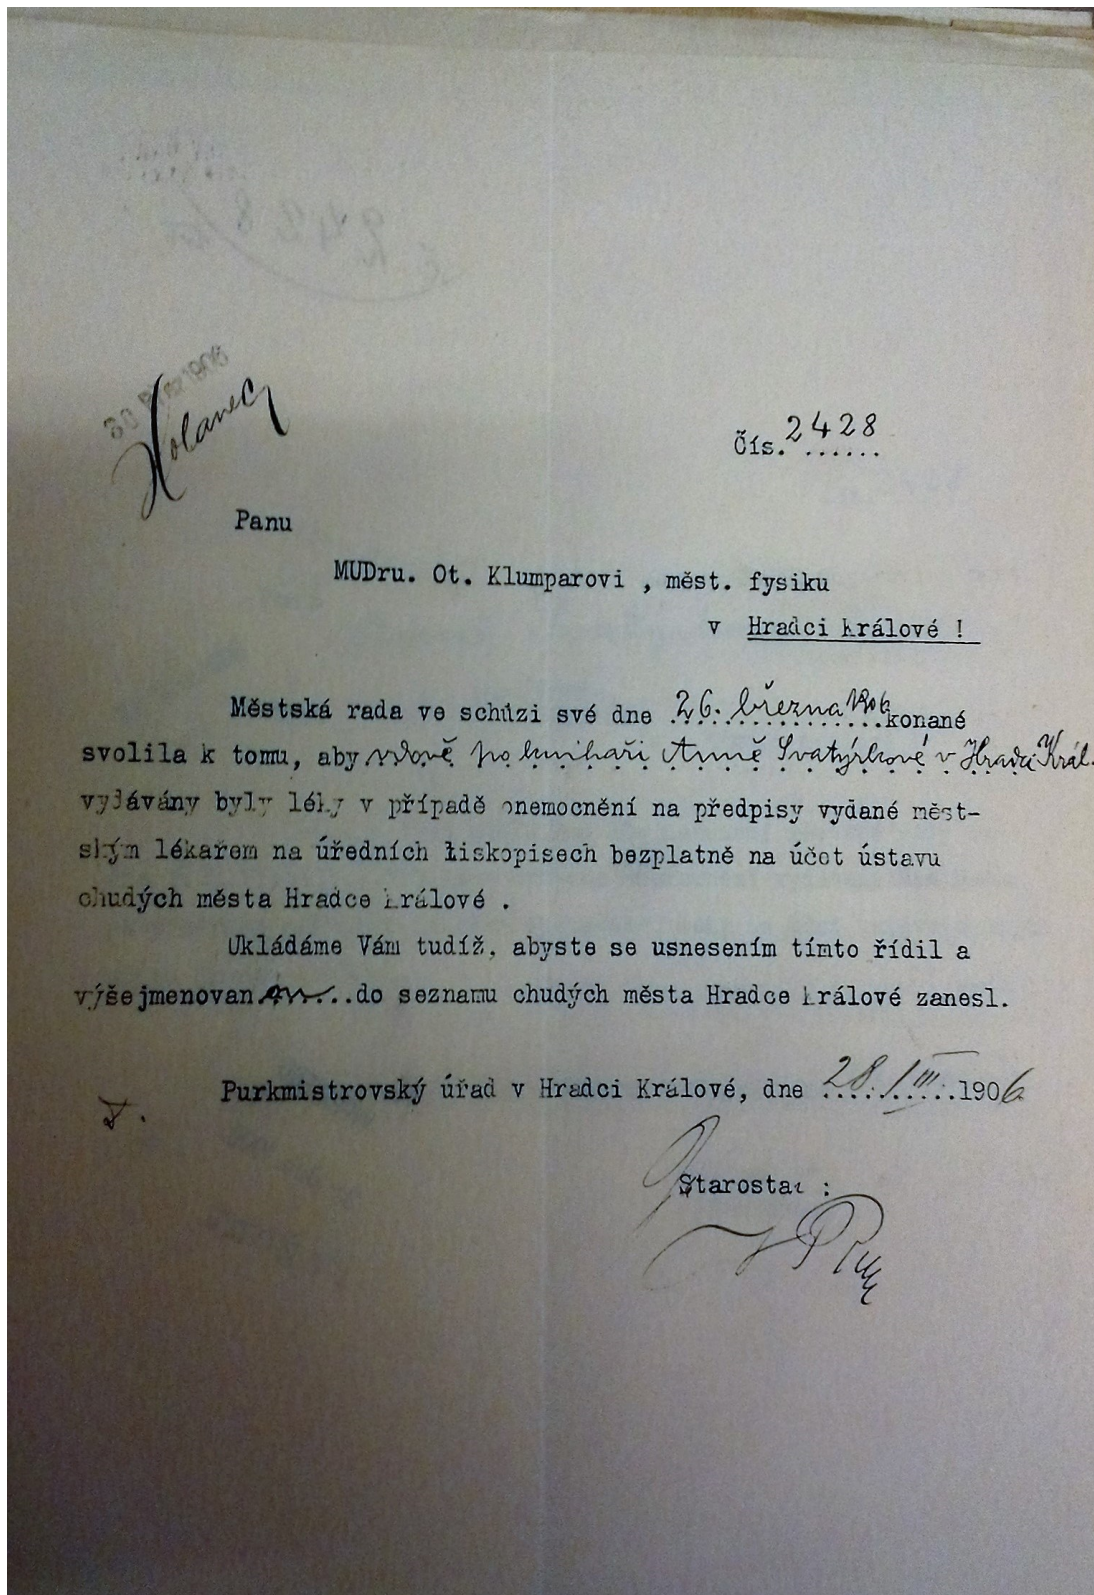 Holanec
Čís. 2428
Panu
MUDru. Ot. Klumparovi , měst. fysiku
v Hradci Králové !
Městská rada ve schůzi své dne 26. března 1906 konané
svolila k tomu, aby vdově po knihaři Anně Svatýrkové v Hradci Král.
vydávány byly léky v případě onemocnění na předpisy vydané měst-
ským lékařem na úředních tiskopisech bezplatně na účet ústavu
chudých města Hradce Králové .
Ukládáme Vám tudíž, abyste se usnesením tímto řídil a
výšejmenovan.....do seznamu chudých města Hradce Králové zanesl.
Purkmistrovský úřad v Hradci Králové, dne 28./III. 1906
Starosta :